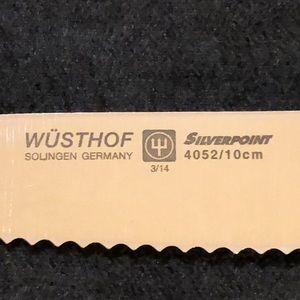 WÜSTHOF
SOLINGEN GERMANY
3/14
SILVERPOINT
4052/10cm